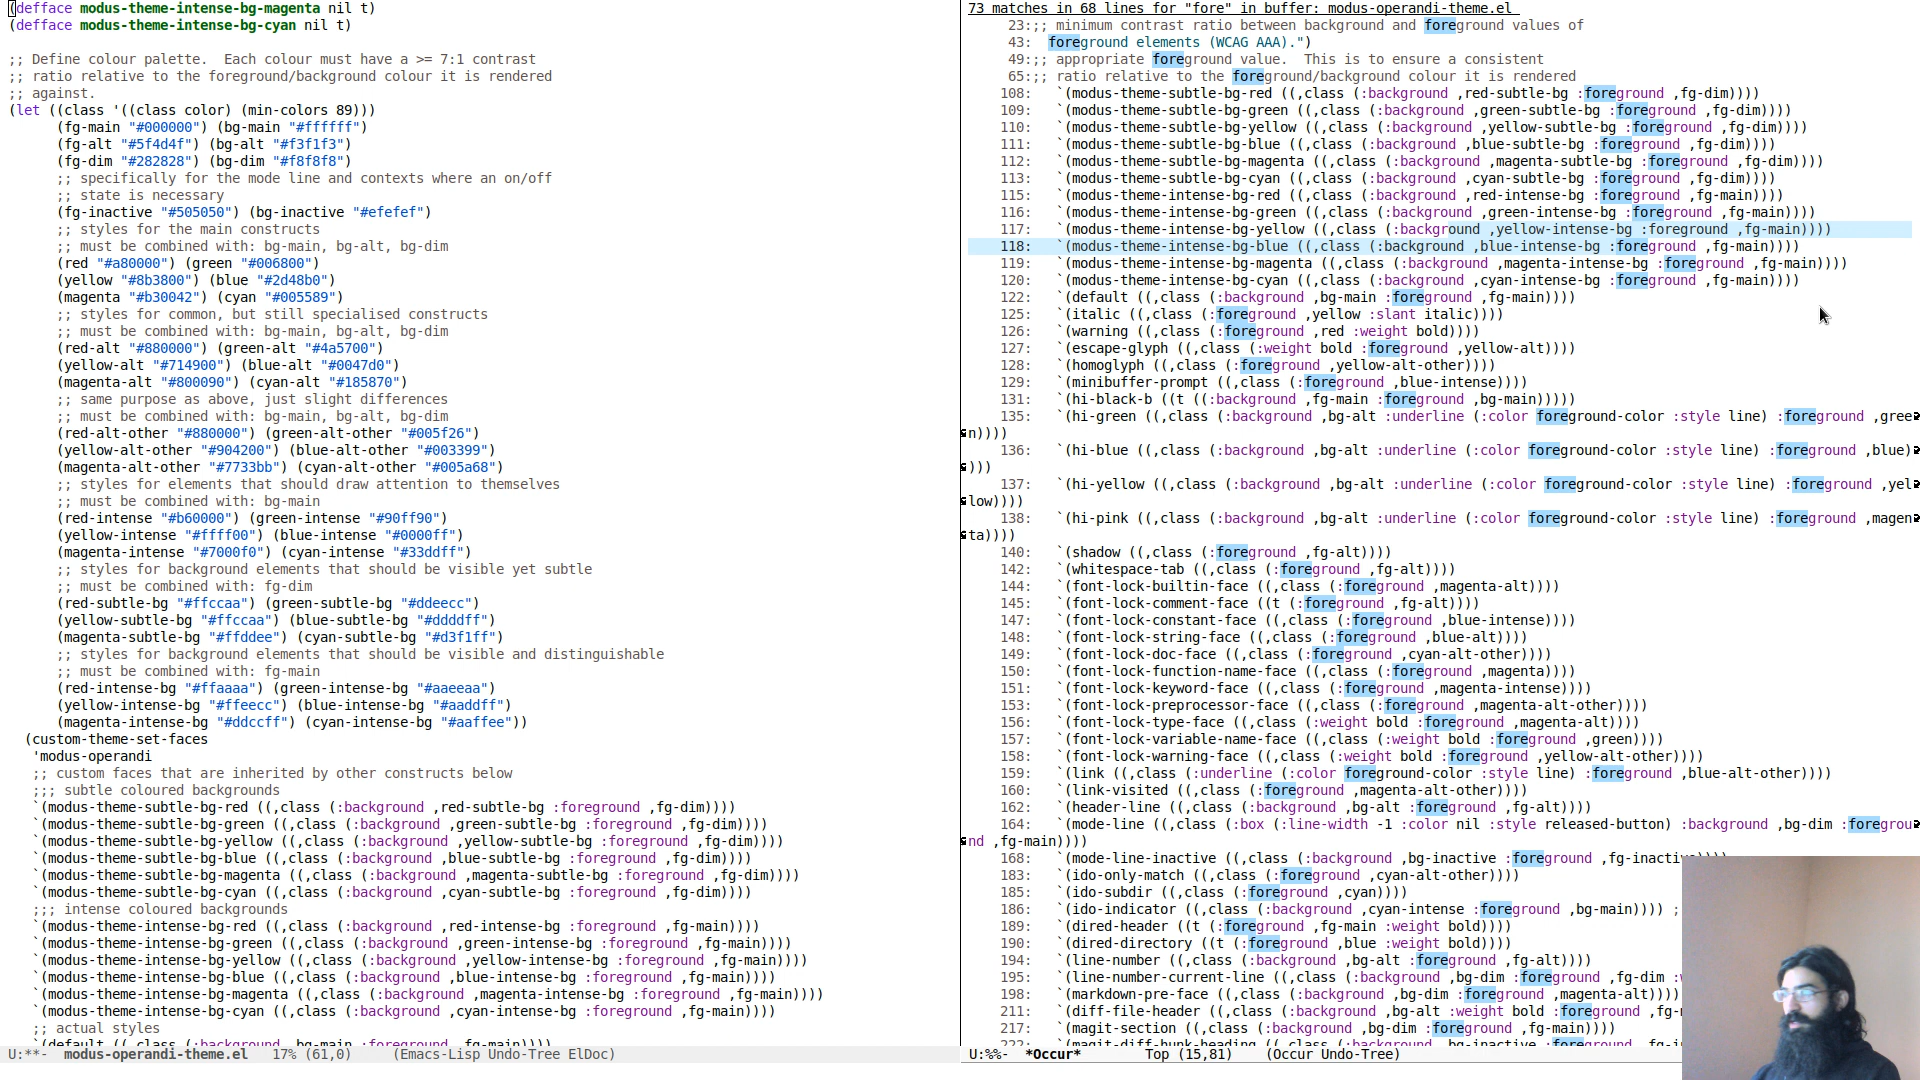 (defface modus-theme-intense-bg-magenta nil t)
(defface modus-theme-intense-bg-cyan nil t)
;; Define colour palette.  Each colour must have a >= 7:1 contrast
;; ratio relative to the foreground/background colour it is rendered
;; against.
(let ((class '((class color) (min-colors 89)))
(fg-main "#000000") (bg-main "#ffffff")
(fg-alt "#5f4d4f") (bg-alt "#f3f1f3")
(fg-dim "#282828") (bg-dim "#f8f8f8")
;; specifically for the mode line and contexts where an on/off
;; state is necessary
(fg-inactive "#505050") (bg-inactive "#efefef")
;; styles for the main constructs
;; must be combined with: bg-main, bg-alt, bg-dim
(red "#a80000") (green "#006800")
(yellow "#8b3800") (blue "#2d48b0")
(magenta "#b30042") (cyan "#005589")
;; styles for common, but still specialised constructs
;; must be combined with: bg-main, bg-alt, bg-dim
(red-alt "#880000") (green-alt "#4a5700")
(yellow-alt "#714900") (blue-alt "#0047d0")
(magenta-alt "#800090") (cyan-alt "#185870")
;; same purpose as above, just slight differences
;; must be combined with: bg-main, bg-alt, bg-dim
(red-alt-other "#880000") (green-alt-other "#005f26")
(yellow-alt-other "#904200") (blue-alt-other "#003399")
(magenta-alt-other "#7733bb") (cyan-alt-other "#005a68")
;; styles for elements that should draw attention to themselves
;; must be combined with: bg-main
(red-intense "#b60000") (green-intense "#90ff90")
(yellow-intense "#ffff00") (blue-intense "#0000ff")
(magenta-intense "#7000f0") (cyan-intense "#33ddff")
;; styles for background elements that should be visible yet subtle
;; must be combined with: fg-dim
(red-subtle-bg "#ffccaa") (green-subtle-bg "#ddeecc")
(yellow-subtle-bg "#ffccaa") (blue-subtle-bg "#ddddff")
(magenta-subtle-bg "#ffddee") (cyan-subtle-bg "#d3f1ff")
;; styles for background elements that should be visible and distinguishable
;; must be combined with: fg-main
(red-intense-bg "#ffaaaa") (green-intense-bg "#aaeeaa")
(yellow-intense-bg "#ffeecc") (blue-intense-bg "#aaddff")
(magenta-intense-bg "#ddccff") (cyan-intense-bg "#aaffee"))
(custom-theme-set-faces
'modus-operandi
;; custom faces that are inherited by other constructs below
;;; subtle coloured backgrounds
`(modus-theme-subtle-bg-red ((,class (:background ,red-subtle-bg :foreground ,fg-dim))))
`(modus-theme-subtle-bg-green ((,class (:background ,green-subtle-bg :foreground ,fg-dim))))
`(modus-theme-subtle-bg-yellow ((,class (:background ,yellow-subtle-bg :foreground ,fg-dim))))
`(modus-theme-subtle-bg-blue ((,class (:background ,blue-subtle-bg :foreground ,fg-dim))))
`(modus-theme-subtle-bg-magenta ((,class (:background ,magenta-subtle-bg :foreground ,fg-dim))))
`(modus-theme-subtle-bg-cyan ((,class (:background ,cyan-subtle-bg :foreground ,fg-dim))))
;;; intense coloured backgrounds
`(modus-theme-intense-bg-red ((,class (:background ,red-intense-bg :foreground ,fg-main))))
`(modus-theme-intense-bg-green ((,class (:background ,green-intense-bg :foreground ,fg-main))))
`(modus-theme-intense-bg-yellow ((,class (:background ,yellow-intense-bg :foreground ,fg-main))))
`(modus-theme-intense-bg-blue ((,class (:background ,blue-intense-bg :foreground ,fg-main))))
`(modus-theme-intense-bg-magenta ((,class (:background ,magenta-intense-bg :foreground ,fg-main))))
`(modus-theme-intense-bg-cyan ((,class (:background ,cyan-intense-bg :foreground ,fg-main))))
;; actual styles
`(default ((,class (:background ,bg-main :foreground ,fg-main))))
U:**-  modus-operandi-theme.el   17% (61,0)     (Emacs-Lisp Undo-Tree ElDoc)
73 matches in 68 lines for "fore" in buffer: modus-operandi-theme.el
23:;; minimum contrast ratio between background and foreground values of
43:  foreground elements (WCAG AAA).")
49:;; appropriate foreground value.  This is to ensure a consistent
65:;; ratio relative to the foreground/background colour it is rendered
108:   `(modus-theme-subtle-bg-red ((,class (:background ,red-subtle-bg :foreground ,fg-dim))))
109:   `(modus-theme-subtle-bg-green ((,class (:background ,green-subtle-bg :foreground ,fg-dim))))
110:   `(modus-theme-subtle-bg-yellow ((,class (:background ,yellow-subtle-bg :foreground ,fg-dim))))
111:   `(modus-theme-subtle-bg-blue ((,class (:background ,blue-subtle-bg :foreground ,fg-dim))))
112:   `(modus-theme-subtle-bg-magenta ((,class (:background ,magenta-subtle-bg :foreground ,fg-dim))))
113:   `(modus-theme-subtle-bg-cyan ((,class (:background ,cyan-subtle-bg :foreground ,fg-dim))))
115:   `(modus-theme-intense-bg-red ((,class (:background ,red-intense-bg :foreground ,fg-main))))
116:   `(modus-theme-intense-bg-green ((,class (:background ,green-intense-bg :foreground ,fg-main))))
117:   `(modus-theme-intense-bg-yellow ((,class (:background ,yellow-intense-bg :foreground ,fg-main))))
118:   `(modus-theme-intense-bg-blue ((,class (:background ,blue-intense-bg :foreground ,fg-main))))
119:   `(modus-theme-intense-bg-magenta ((,class (:background ,magenta-intense-bg :foreground ,fg-main))))
120:   `(modus-theme-intense-bg-cyan ((,class (:background ,cyan-intense-bg :foreground ,fg-main))))
122:   `(default ((,class (:background ,bg-main :foreground ,fg-main))))
125:   `(italic ((,class (:foreground ,yellow :slant italic))))
126:   `(warning ((,class (:foreground ,red :weight bold))))
127:   `(escape-glyph ((,class (:weight bold :foreground ,yellow-alt))))
128:   `(homoglyph ((,class (:foreground ,yellow-alt-other))))
129:   `(minibuffer-prompt ((,class (:foreground ,blue-intense))))
131:   `(hi-black-b ((t ((:background ,fg-main :foreground ,bg-main)))))
135:   `(hi-green ((,class (:background ,bg-alt :underline (:color foreground-color :style line) :foreground ,gree
n))))
136:   `(hi-blue ((,class (:background ,bg-alt :underline (:color foreground-color :style line) :foreground ,blue)
)))
137:   `(hi-yellow ((,class (:background ,bg-alt :underline (:color foreground-color :style line) :foreground ,yel
low))))
138:   `(hi-pink ((,class (:background ,bg-alt :underline (:color foreground-color :style line) :foreground ,magen
ta))))
140:   `(shadow ((,class (:foreground ,fg-alt))))
142:   `(whitespace-tab ((,class (:foreground ,fg-alt))))
144:   `(font-lock-builtin-face ((,class (:foreground ,magenta-alt))))
145:   `(font-lock-comment-face ((t (:foreground ,fg-alt))))
147:   `(font-lock-constant-face ((,class (:foreground ,blue-intense))))
148:   `(font-lock-string-face ((,class (:foreground ,blue-alt))))
149:   `(font-lock-doc-face ((,class (:foreground ,cyan-alt-other))))
150:   `(font-lock-function-name-face ((,class (:foreground ,magenta))))
151:   `(font-lock-keyword-face ((,class (:foreground ,magenta-intense))))
153:   `(font-lock-preprocessor-face ((,class (:foreground ,magenta-alt-other))))
156:   `(font-lock-type-face ((,class (:weight bold :foreground ,magenta-alt))))
157:   `(font-lock-variable-name-face ((,class (:weight bold :foreground ,green))))
158:   `(font-lock-warning-face ((,class (:weight bold :foreground ,yellow-alt-other))))
159:   `(link ((,class (:underline (:color foreground-color :style line) :foreground ,blue-alt-other))))
160:   `(link-visited ((,class (:foreground ,magenta-alt-other))))
162:   `(header-line ((,class (:background ,bg-alt :foreground ,fg-alt))))
164:   `(mode-line ((,class (:box (:line-width -1 :color nil :style released-button) :background ,bg-dim :foregrou
nd ,fg-main))))
168:   `(mode-line-inactive ((,class (:background ,bg-inactive :foreground ,fg-inactive))))
183:   `(ido-only-match ((,class (:foreground ,cyan-alt-other))))
185:   `(ido-subdir ((,class (:foreground ,cyan))))
186:   `(ido-indicator ((,class (:background ,cyan-intense :foreground ,bg-main)))) ;
189:   `(dired-header ((t (:foreground ,fg-main :weight bold))))
190:   `(dired-directory ((t (:foreground ,blue :weight bold))))
194:   `(line-number ((,class (:background ,bg-alt :foreground ,fg-alt))))
195:   `(line-number-current-line ((,class (:background ,bg-dim :foreground ,fg-dim
198:   `(markdown-pre-face ((,class (:background ,bg-dim :foreground ,magenta-alt))))
211:   `(diff-file-header ((,class (:background ,bg-alt :weight bold :foreground
217:   `(magit-section ((,class (:background ,bg-dim :foreground ,fg-main))))
222:   `(magit-diff-hunk-heading ((,class (:background ,bg-inactive :foreground
U:%%-  *Occur*        Top (15,81)    (Occur Undo-Tree)